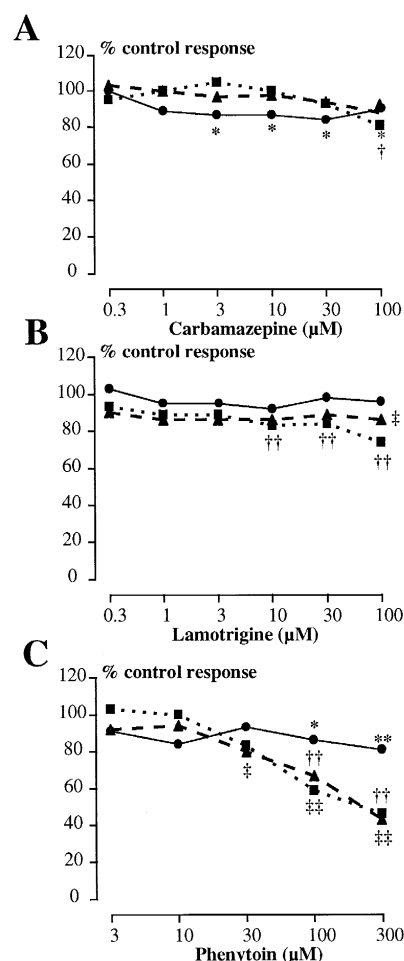 A
% control response
120
100
80
60
40
20
0
* * * *
†
0.3 1 3 10 30 100
Carbamazepine (µM)
B
% control response
120
100
80
60
40
20
0
‡
†† †† ††
0.3 1 3 10 30 100
Lamotrigine (µM)
C
% control response
120
100
80
60
40
20
0
* **
††
‡
†† 
‡‡
‡‡
3 10 30 100 300
Phenytoin (µM)